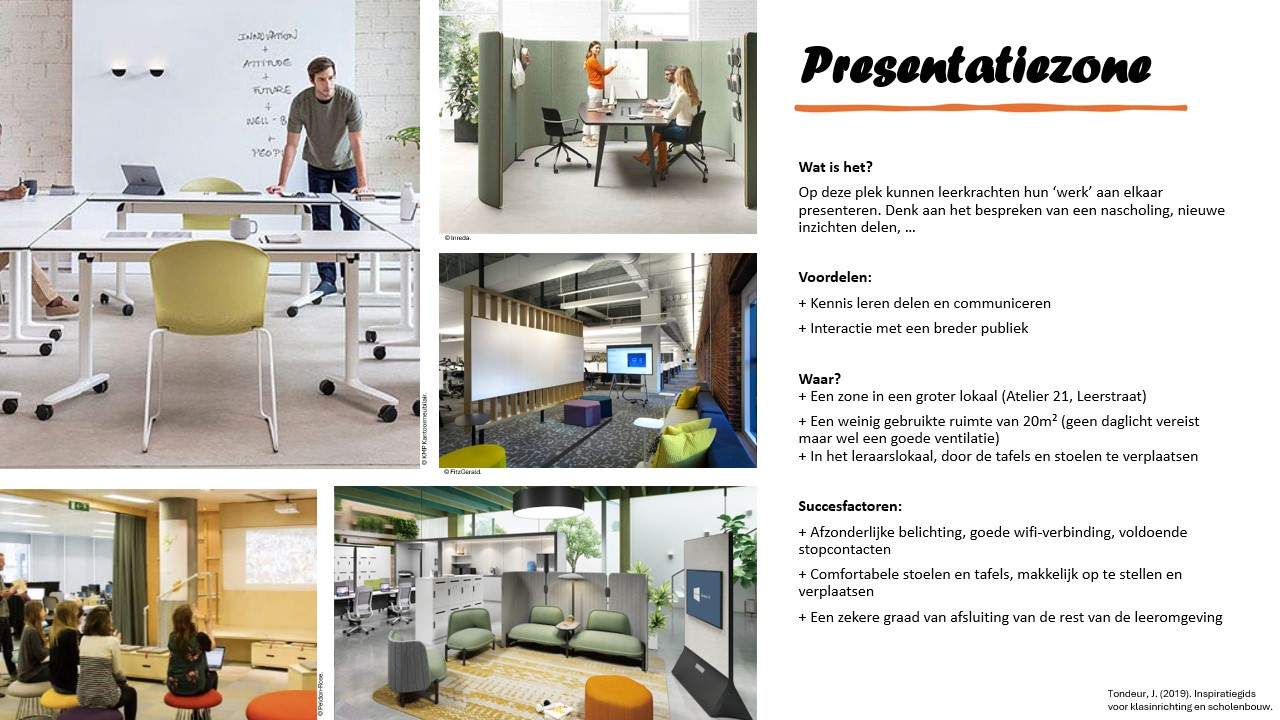 INNOVATION
+
ATTITUDE
+
FUTURE
+
WELL-B
+
PEOP
© KMP Kantoormeubilair.
© Inreda.
© FitzGerald.
Presentatiezone
Wat is het?
Op deze plek kunnen leerkrachten hun ‘werk’ aan elkaar
presenteren. Denk aan het bespreken van een nascholing, nieuwe
inzichten delen, …
Voordelen:
+ Kennis leren delen en communiceren
+ Interactie met een breder publiek
Waar?
+ Een zone in een groter lokaal (Atelier 21, Leerstraat)
+ Een weinig gebruikte ruimte van 20m² (geen daglicht vereist
maar wel een goede ventilatie)
+ In het leraarslokaal, door de tafels en stoelen te verplaatsen
Succesfactoren:
+ Afzonderlijke belichting, goede wifi-verbinding, voldoende
stopcontacten
+ Comfortabele stoelen en tafels, makkelijk op te stellen en
verplaatsen
+ Een zekere graad van afsluiting van de rest van de leeromgeving
Tondeur, J. (2019). Inspiratiegids
voor klasinrichting en scholenbouw.